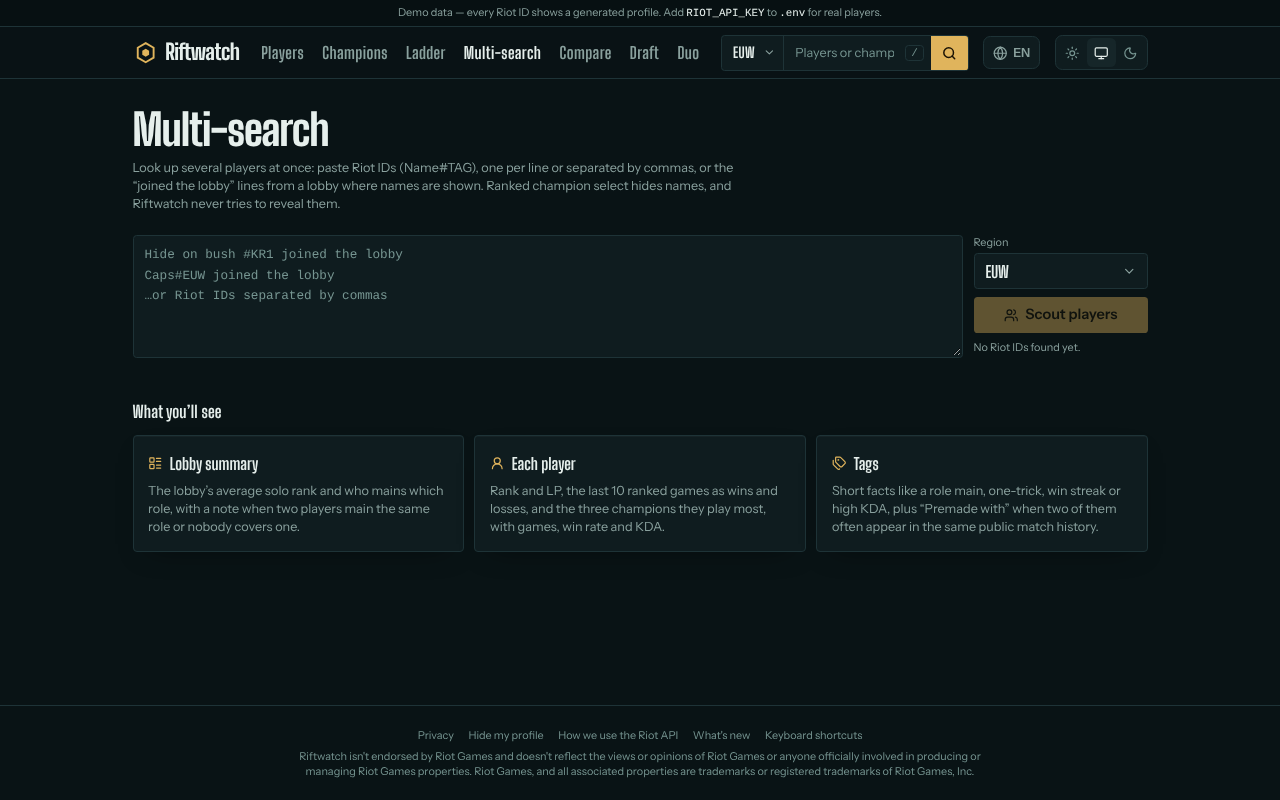 Demo data — every Riot ID shows a generated profile. Add RIOT_API_KEY to .env for real players.
Riftwatch Players Champions Ladder Multi-search Compare Draft Duo EUW Players or champ / EN
Multi-search
Look up several players at once: paste Riot IDs (Name#TAG), one per line or separated by commas, or the
“joined the lobby” lines from a lobby where names are shown. Ranked champion select hides names, and
Riftwatch never tries to reveal them.
Hide on bush #KR1 joined the lobby
Caps#EUW joined the lobby
…or Riot IDs separated by commas
Region
EUW
Scout players
No Riot IDs found yet.
What you’ll see
Lobby summary
The lobby’s average solo rank and who mains which
role, with a note when two players main the same
role or nobody covers one.
Each player
Rank and LP, the last 10 ranked games as wins and
losses, and the three champions they play most,
with games, win rate and KDA.
Tags
Short facts like a role main, one-trick, win streak or
high KDA, plus “Premade with” when two of them
often appear in the same public match history.
Privacy Hide my profile How we use the Riot API What's new Keyboard shortcuts
Riftwatch isn't endorsed by Riot Games and doesn't reflect the views or opinions of Riot Games or anyone officially involved in producing or
managing Riot Games properties. Riot Games, and all associated properties are trademarks or registered trademarks of Riot Games, Inc.